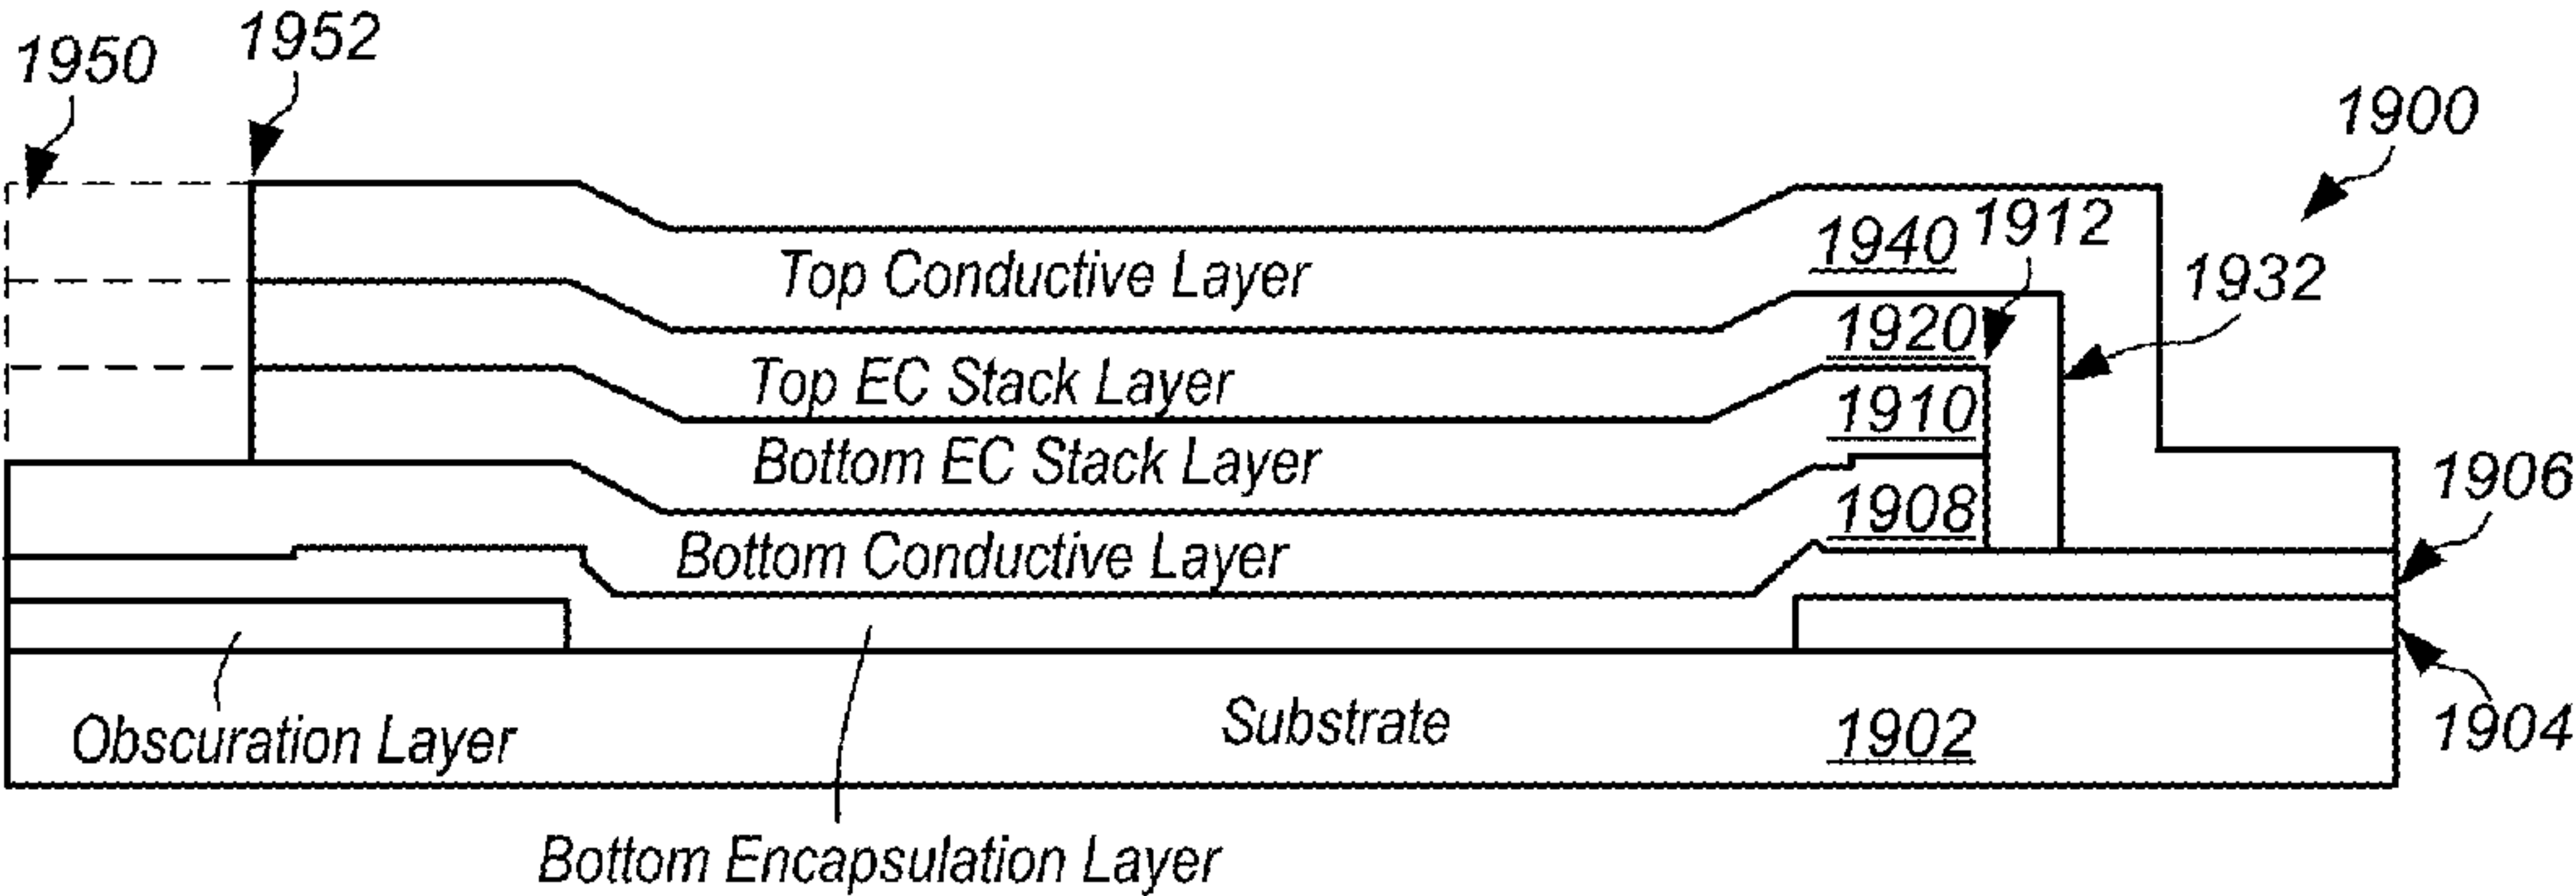 1950
1952
1900
1940
1912
1932
Top Conductive Layer
1920
Top EC Stack Layer
1910
Bottom EC Stack Layer
1906
1908
Bottom Conductive Layer
Obscuration Layer
Substrate
1902
1904
Bottom Encapsulation Layer